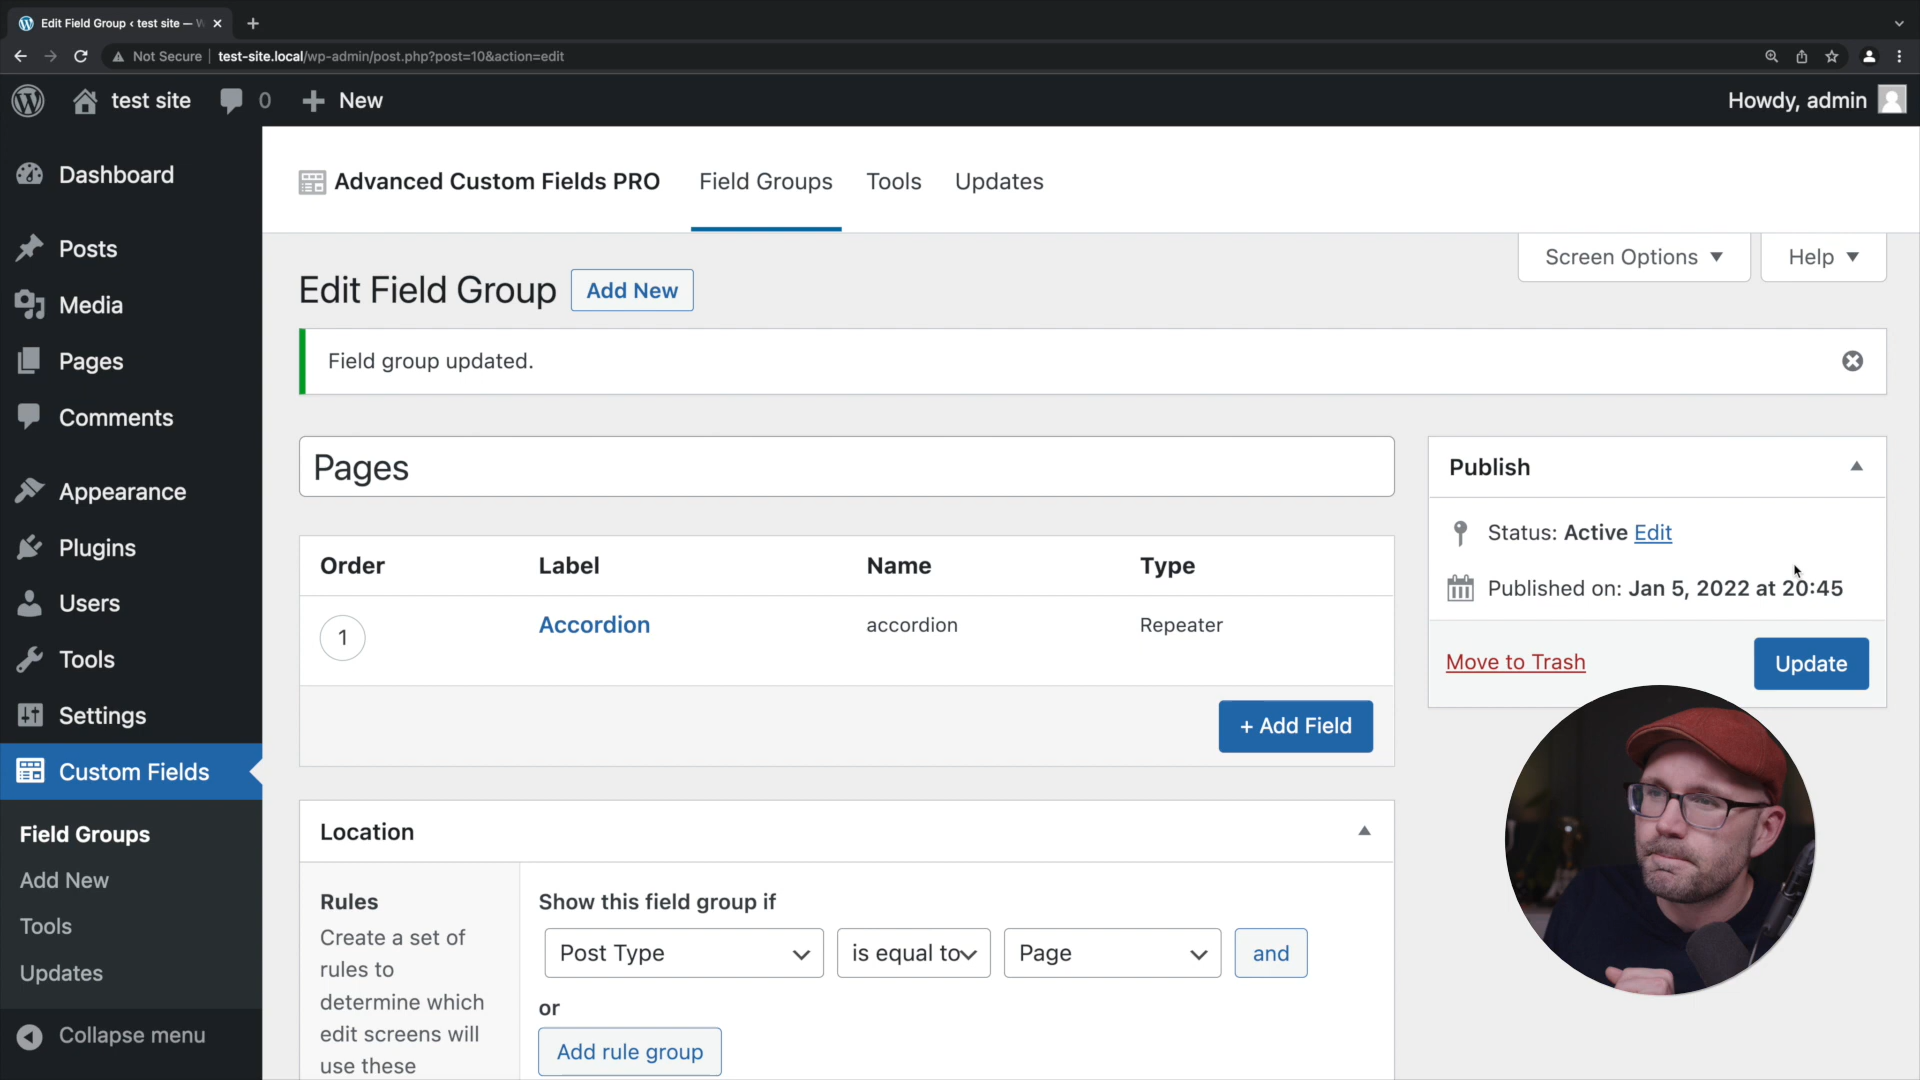 Edit Field Group ‹ test site — W
Not Secure | test-site.local/wp-admin/post.php?post=10&action=edit
test site 0 New
Howdy, admin
Dashboard
Posts
Media
Pages
Comments
Appearance
Plugins
Users
Tools
Settings
Custom Fields
Field Groups
Add New
Tools
Updates
Collapse menu
Advanced Custom Fields PRO Field Groups Tools Updates
Screen Options Help
Edit Field Group Add New
Field group updated.
Pages
Order Label Name Type
1 Accordion accordion Repeater
+ Add Field
Publish
Status: Active Edit
Published on: Jan 5, 2022 at 20:45
Move to Trash Update
Location
Rules
Create a set of
rules to
determine which
edit screens will
use these
Show this field group if
Post Type is equal to Page and
or
Add rule group